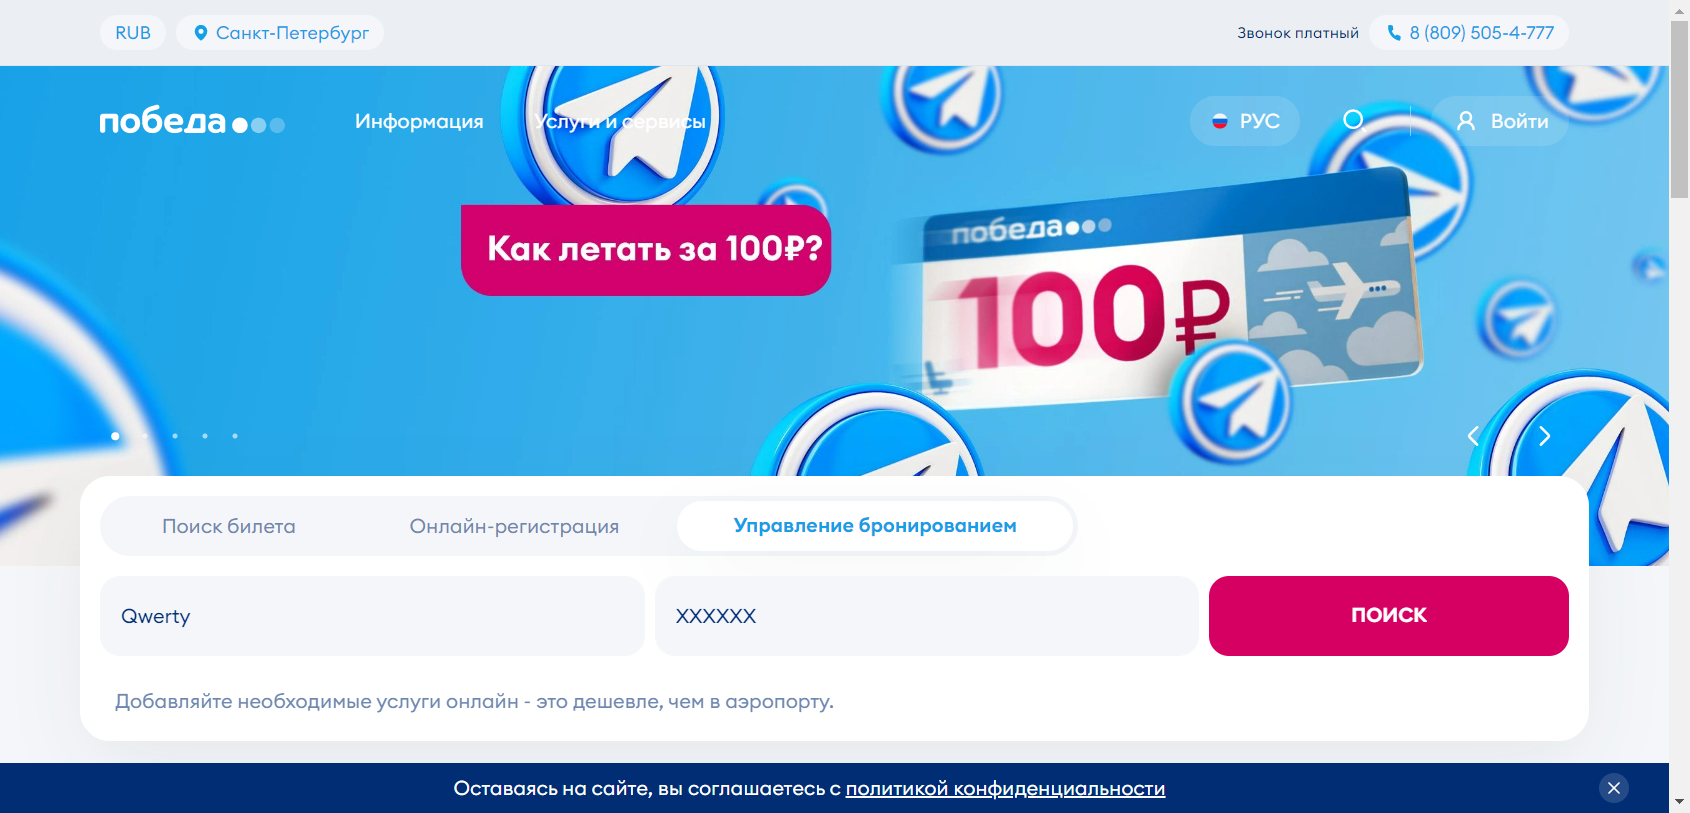 RUB
Санкт-Петербург
Звонок платный
8 (809) 505-4-777
победа
Информация
Услуги и сервисы
РУС
Войти
Как летать за 100₽?
победа
100₽
Поиск билета
Онлайн-регистрация
Управление бронированием
Qwerty
XXXXXX
ПОИСК
Добавляйте необходимые услуги онлайн - это дешевле, чем в аэропорту.
Оставаясь на сайте, вы соглашаетесь с политикой конфиденциальности